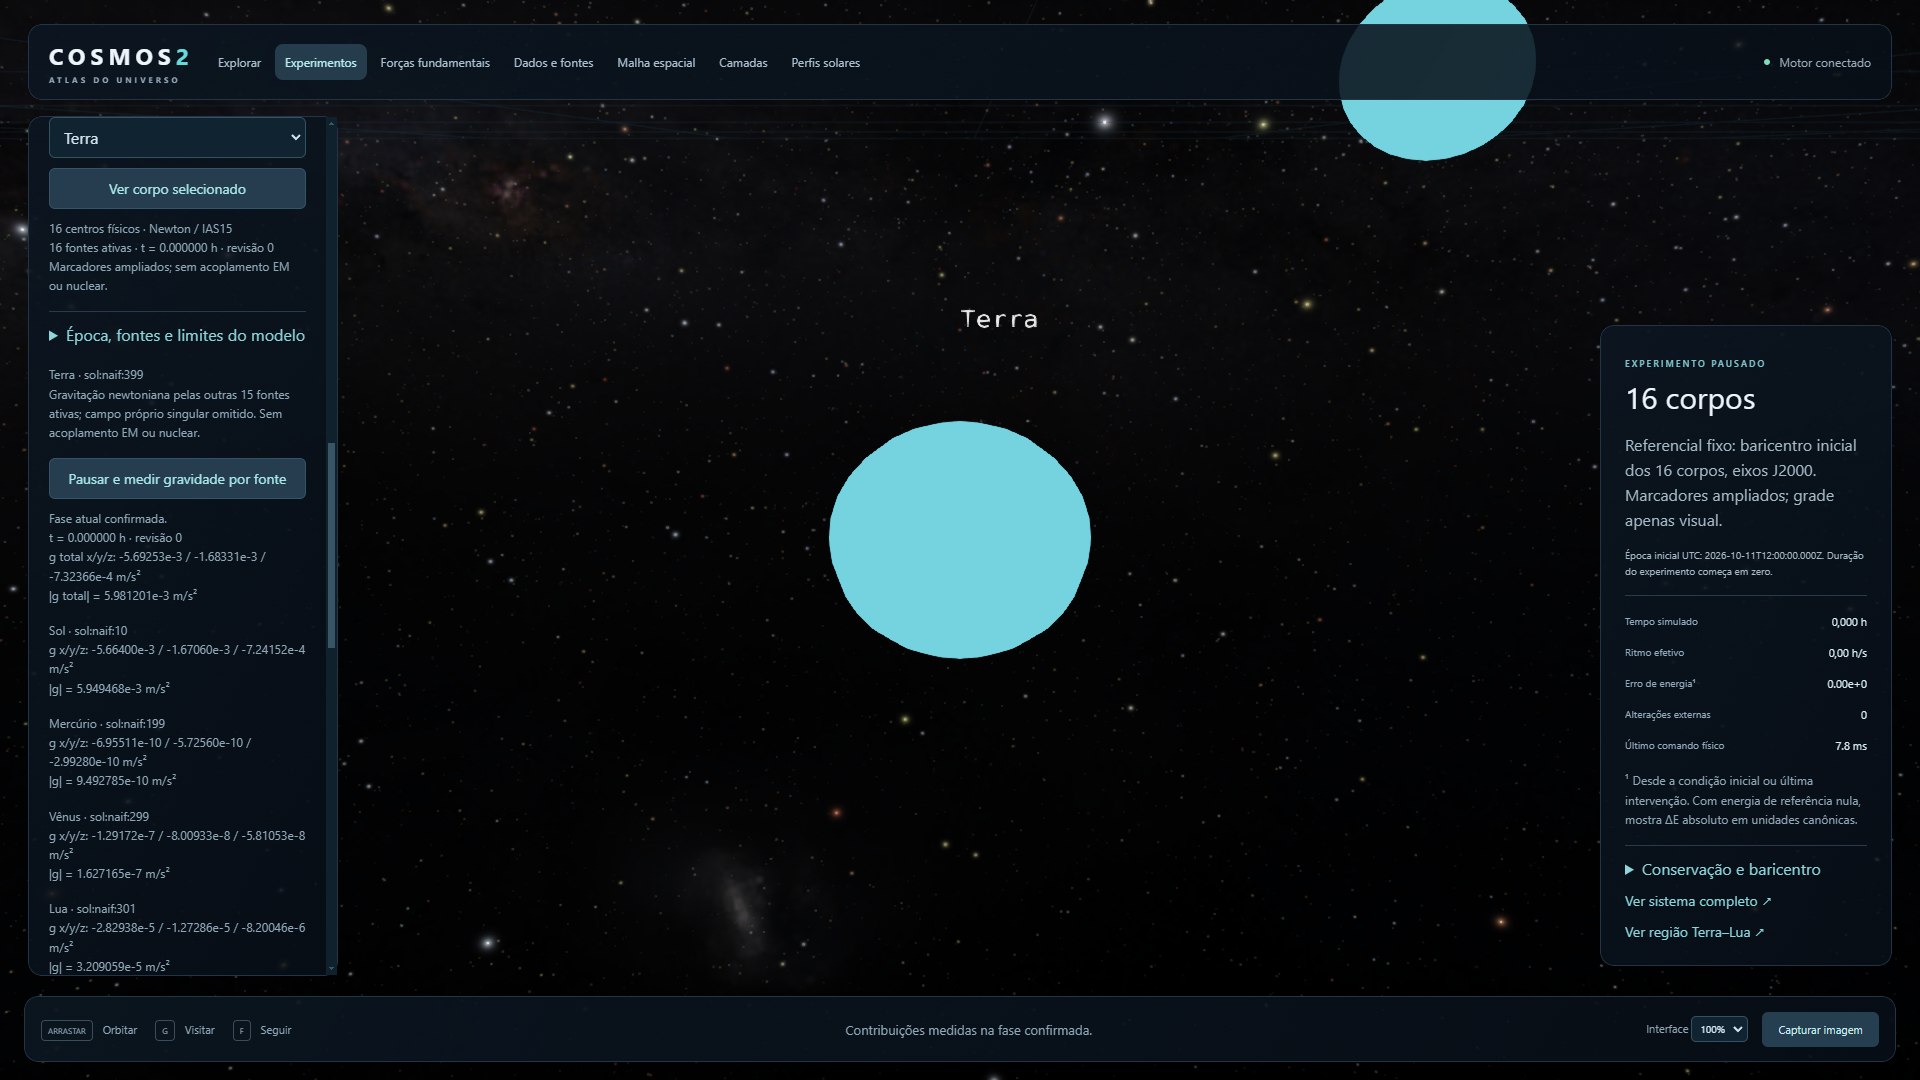 COSMOS2
ATLAS DO UNIVERSO
Explorar
Experimentos
Forças fundamentais
Dados e fontes
Malha espacial
Camadas
Perfis solares
Motor conectado
Terra
Ver corpo selecionado
16 centros físicos · Newton / IAS15
16 fontes ativas · t = 0.000000 h · revisão 0
Marcadores ampliados; sem acoplamento EM
ou nuclear.
Época, fontes e limites do modelo
Terra · sol:naif:399
Gravitação newtoniana pelas outras 15 fontes
ativas; campo próprio singular omitido. Sem
acoplamento EM ou nuclear.
Pausar e medir gravidade por fonte
Fase atual confirmada.
t = 0.000000 h · revisão 0
g total x/y/z: -5.69253e-3 / -1.68331e-3 /
-7.32366e-4 m/s²
|g total| = 5.981201e-3 m/s²
Sol · sol:naif:10
g x/y/z: -5.66400e-3 / -1.67060e-3 / -7.24152e-4
m/s²
|g| = 5.949468e-3 m/s²
Mercúrio · sol:naif:199
g x/y/z: -6.95511e-10 / -5.72560e-10 /
-2.99280e-10 m/s²
|g| = 9.492785e-10 m/s²
Vênus · sol:naif:299
g x/y/z: -1.29172e-7 / -8.00933e-8 / -5.81053e-8
m/s²
|g| = 1.627165e-7 m/s²
Lua · sol:naif:301
g x/y/z: -2.82938e-5 / -1.27286e-5 / -8.20046e-6
m/s²
|g| = 3.209059e-5 m/s²
Terra
EXPERIMENTO PAUSADO
16 corpos
Referencial fixo: baricentro inicial
dos 16 corpos, eixos J2000.
Marcadores ampliados; grade
apenas visual.
Época inicial UTC: 2026-10-11T12:00:00.000Z. Duração
do experimento começa em zero.
Tempo simulado 0,000 h
Ritmo efetivo 0,00 h/s
Erro de energia¹ 0.00e+0
Alterações externas 0
Último comando físico 7.8 ms
¹ Desde a condição inicial ou última
intervenção. Com energia de referência nula,
mostra ΔE absoluto em unidades canônicas.
Conservação e baricentro
Ver sistema completo ↗
Ver região Terra–Lua ↗
ARRASTAR Orbitar G Visitar F Seguir
Contribuições medidas na fase confirmada.
Interface 100%
Capturar imagem